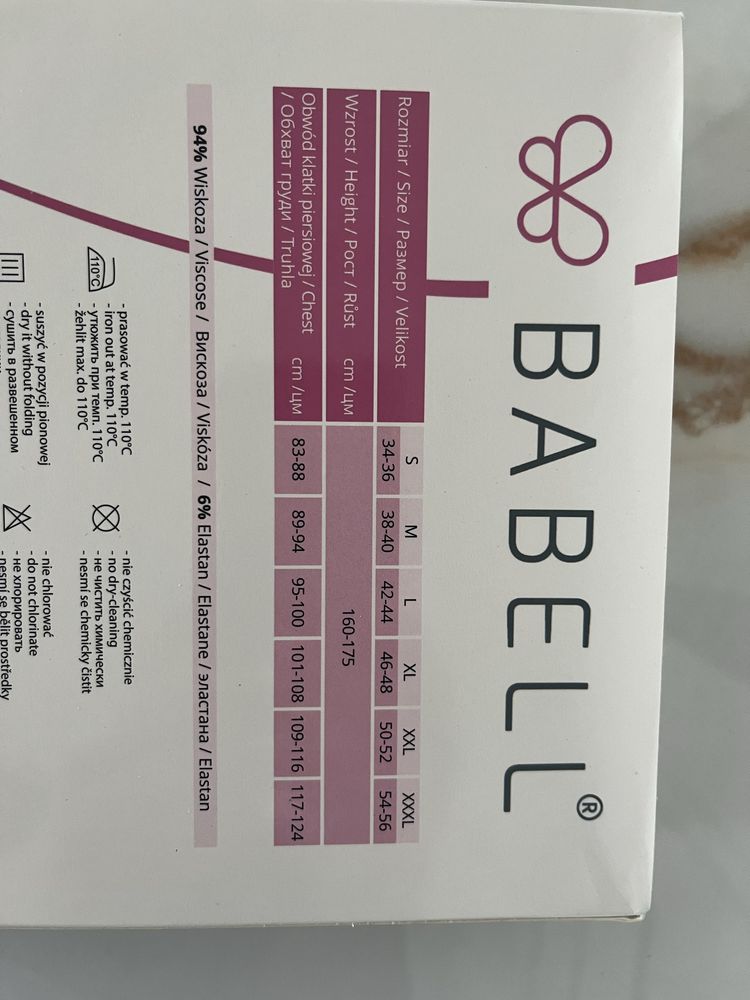 BABELL®
Rozmiar / Size / Размер / Velikost
S M L XL XXL XXXL
34-36 38-40 42-44 46-48 50-52 54-56
Wzrost / Height / Рост / Růst cm /цм 160-175
Obwód klatki piersiowej / Chest cm /цм 83-88 89-94 95-100 101-108 109-116 117-124
/ Обхват груди / Truhla
94% Wiskoza / Viscose / Вискоза / Viskóza / 6% Elastan / Elastane / эластана / Elastan
110°C
- prasować w temp. 110°C
- iron out at temp. 110°C
- утюжить при темп. 110°C
- žehlit max. do 110°C
- nie czyścić chemicznie
- no dry-cleaning
- не чистить химически
- nesmí se chemicky čistit
- suszyć w pozycji pionowej
- dry it without folding
- сушить в развешенном
- nie chlorować
- do not chlorinate
- не хлорировать
- nesmí se bělit prostředky